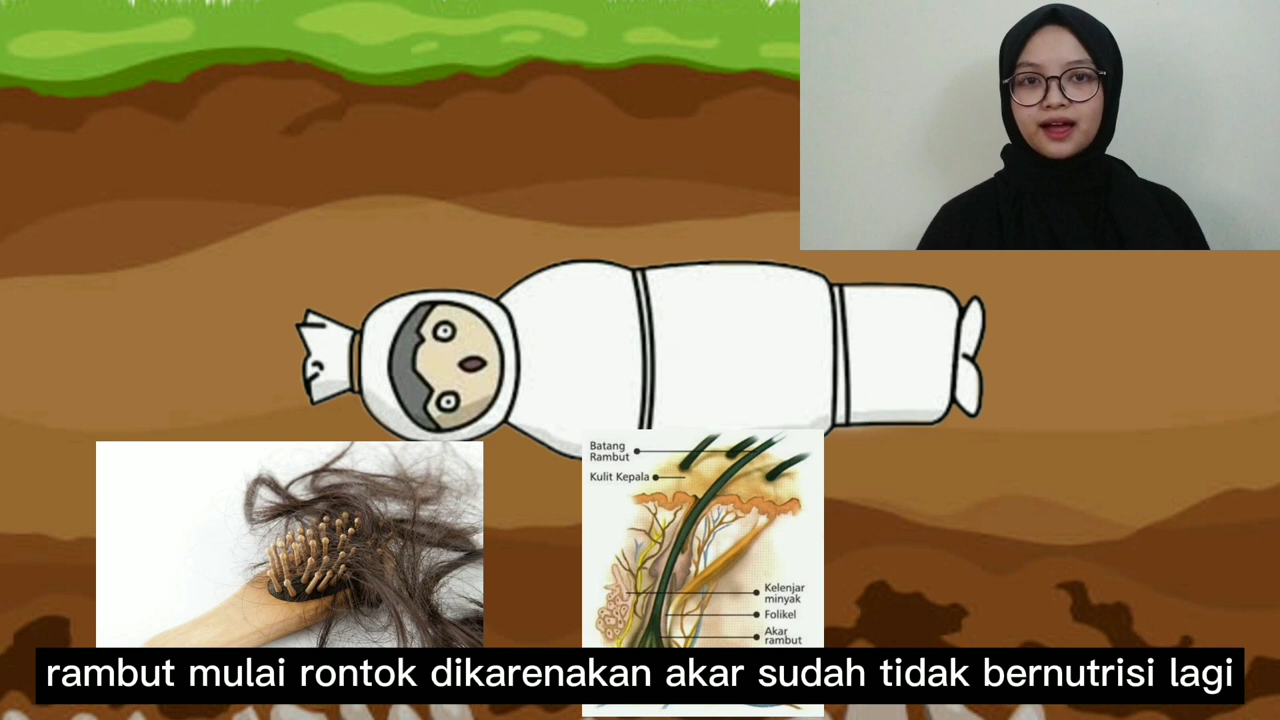 Batang
Rambut
Kulit Kepala
Kelenjar
minyak
Folikel
Akar
rambut
rambut mulai rontok dikarenakan akar sudah tidak bernutrisi lagi